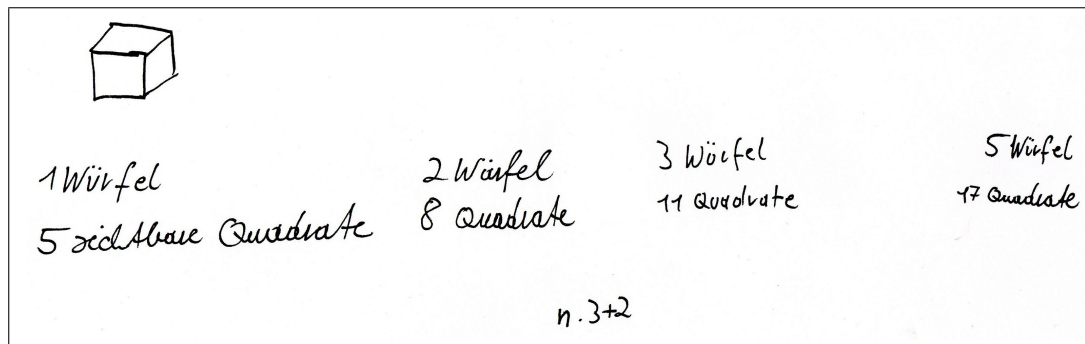 1 Würfel
5 sichtbare Quadrate
2 Würfel
8 Quadrate
3 Würfel
11 Quadrate
5 Würfel
17 Quadrate
n·3+2